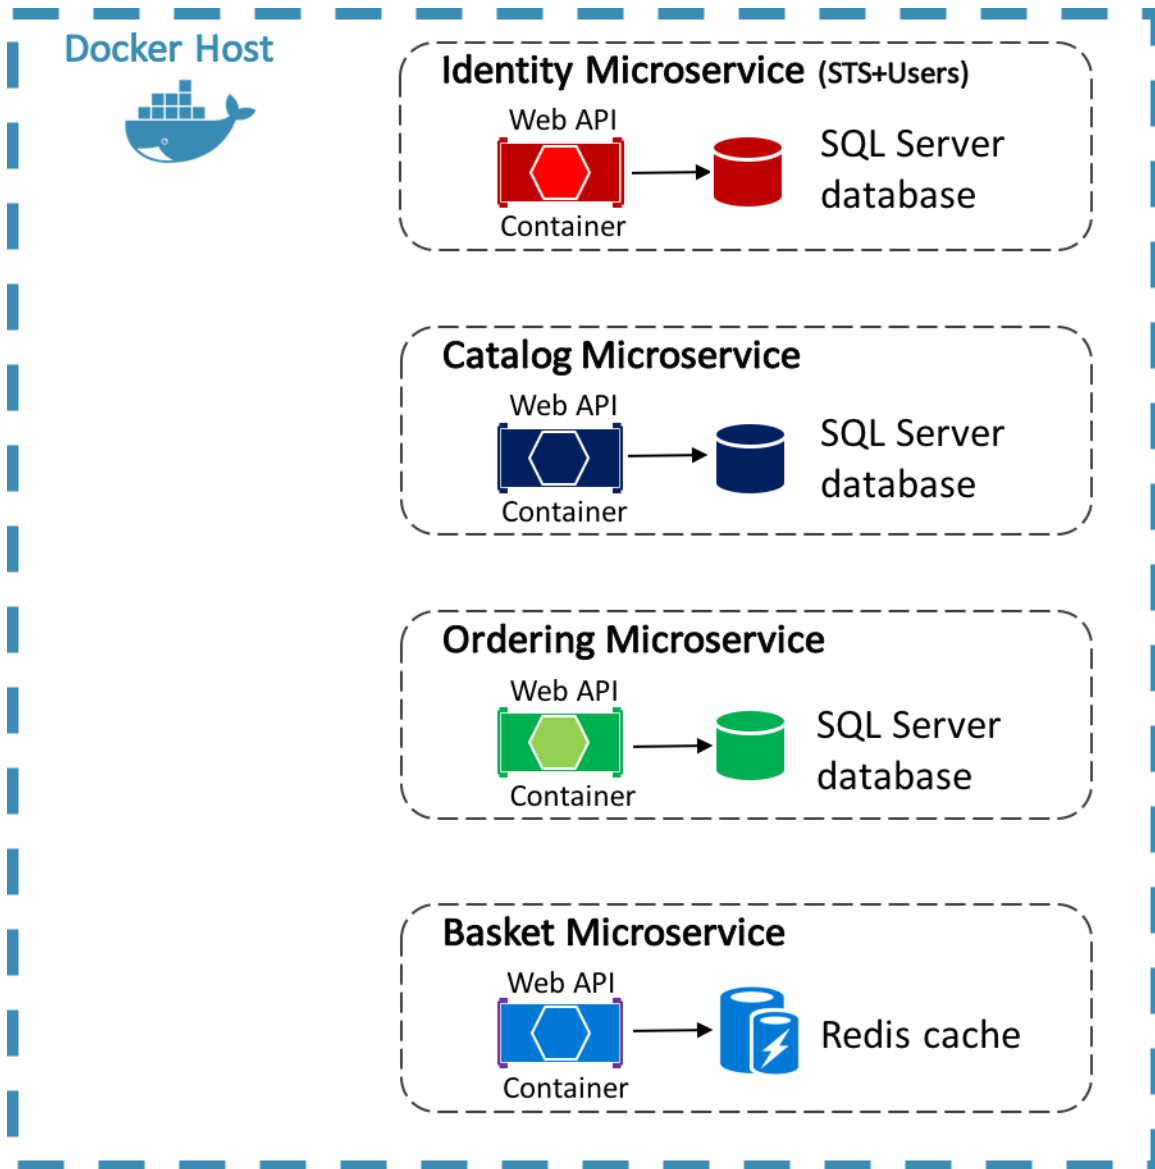 Docker Host
Identity Microservice (STS+Users)
Web API
Container
SQL Server
database
Catalog Microservice
Web API
Container
SQL Server
database
Ordering Microservice
Web API
Container
SQL Server
database
Basket Microservice
Web API
Container
Redis cache